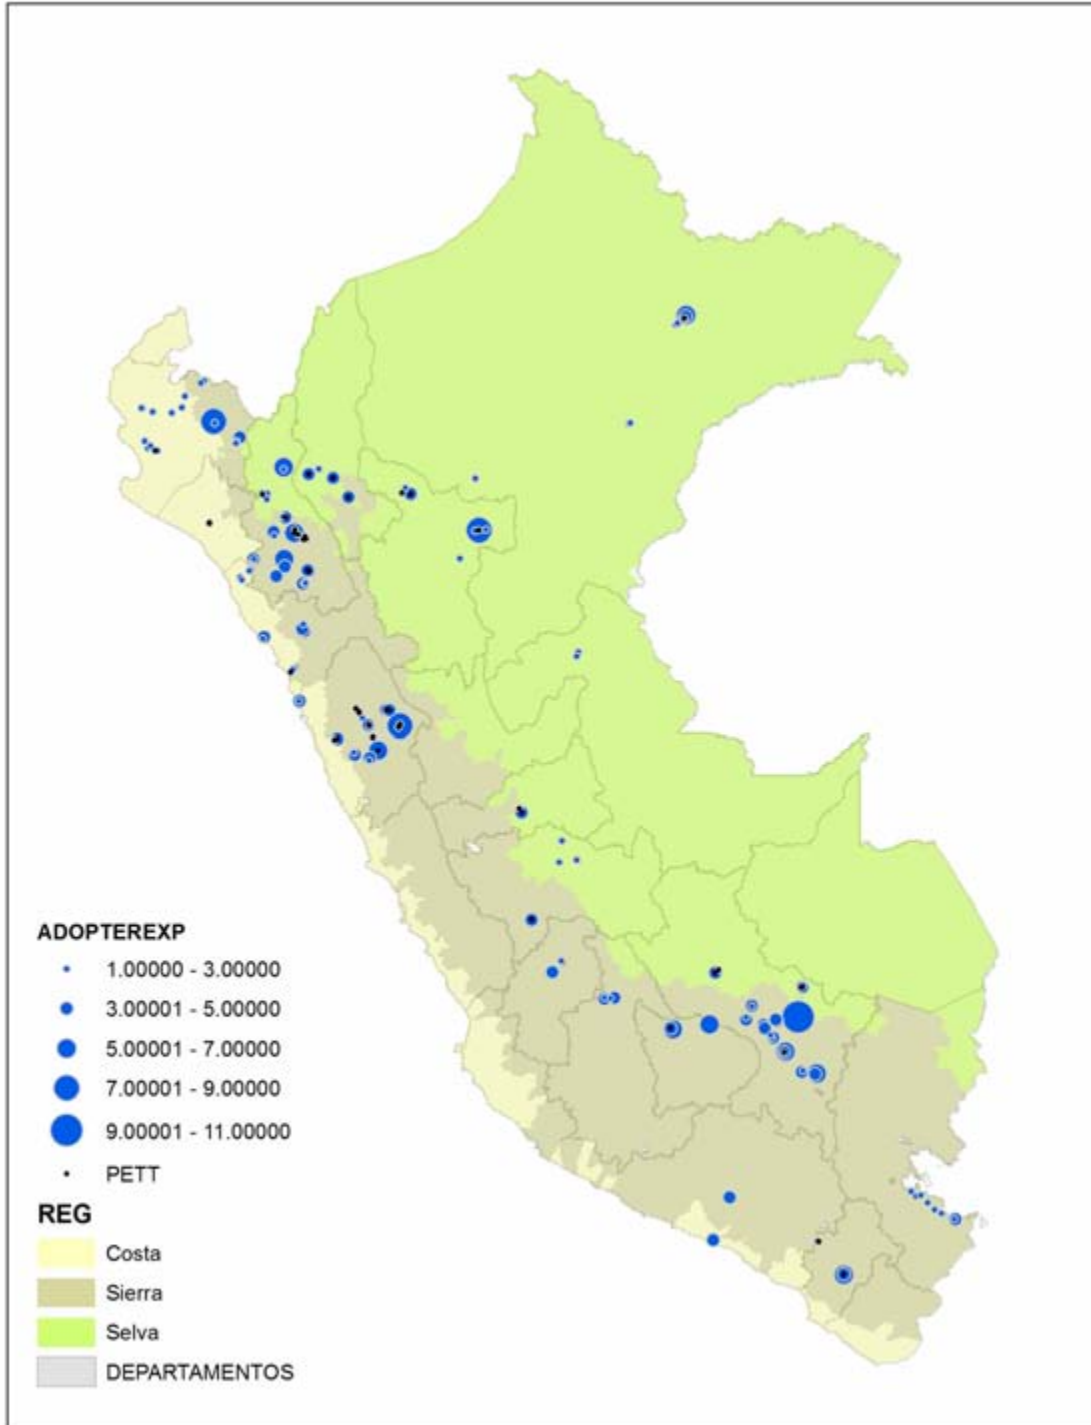 ADOPTEREXP
1.00000 - 3.00000
3.00001 - 5.00000
5.00001 - 7.00000
7.00001 - 9.00000
9.00001 - 11.00000
PETT
REG
Costa
Sierra
Selva
DEPARTAMENTOS